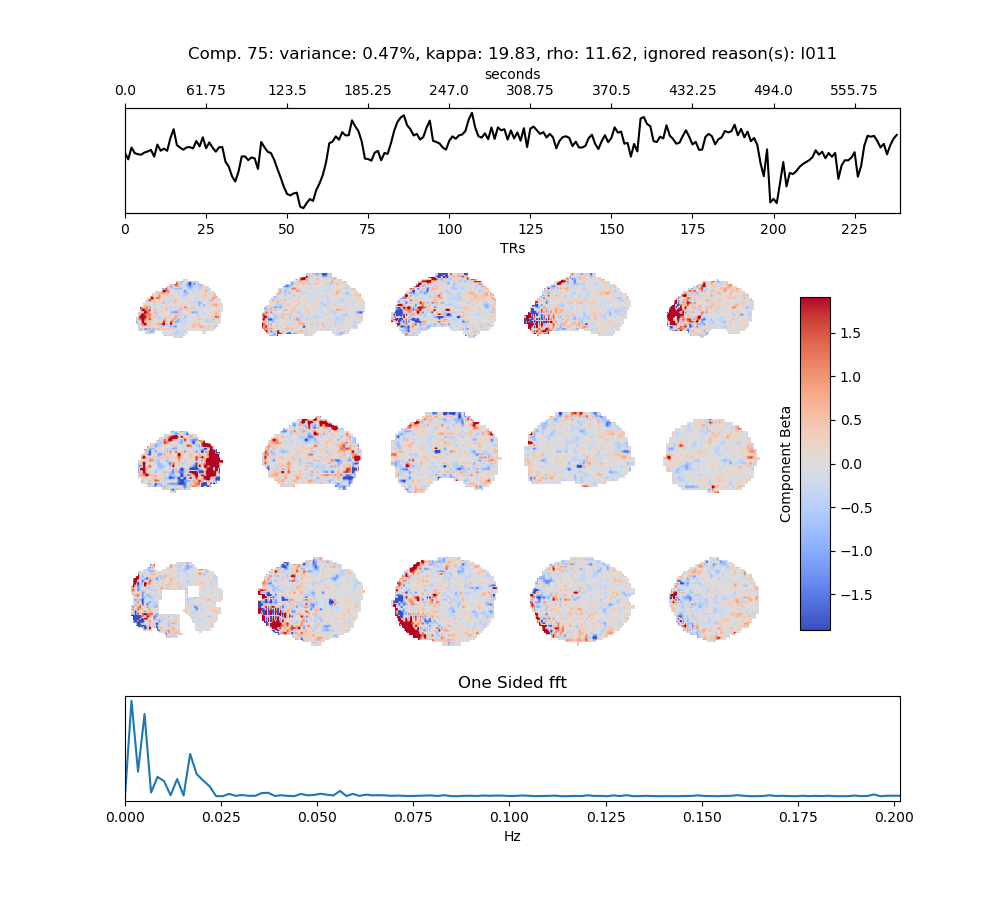 Comp. 75: variance: 0.47%, kappa: 19.83, rho: 11.62, ignored reason(s): I011
seconds
0.0 61.75 123.5 185.25 247.0 308.75 370.5 432.25 494.0 555.75
0 25 50 75 100 125 150 175 200 225
TRs
1.5
1.0
0.5
0.0
−0.5
−1.0
−1.5
Component Beta
One Sided fft
0.000 0.025 0.050 0.075 0.100 0.125 0.150 0.175 0.200
Hz